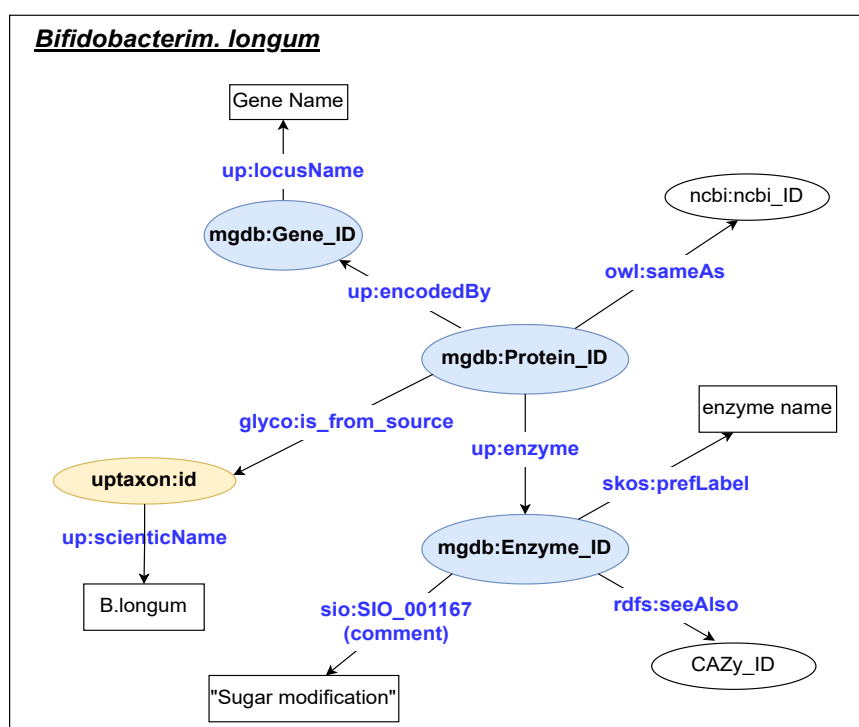 Bifidobacterim. longum
Gene Name
up:locusName
mgdb:Gene_ID
ncbi:ncbi_ID
owl:sameAs
up:encodedBy
mgdb:Protein_ID
glyco:is_from_source
enzyme name
up:enzyme
uptaxon:id
skos:prefLabel
up:scienticName
mgdb:Enzyme_ID
B.longum
sio:SIO_001167
(comment)
rdfs:seeAlso
CAZy_ID
"Sugar modification"